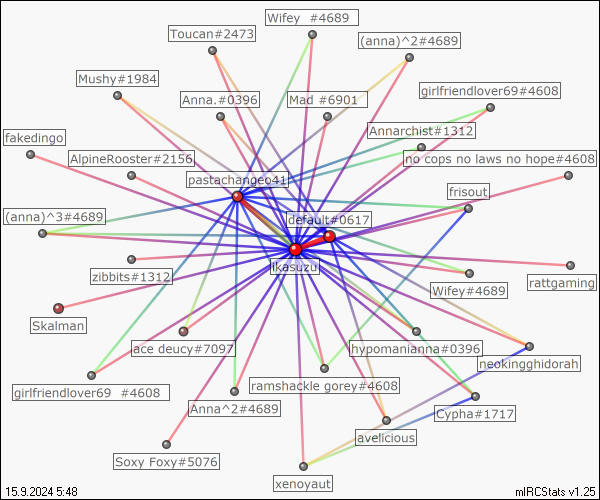 Wifey  #4689
Toucan#2473
(anna)^2#4689
Mushy#1984
girlfriendlover69#4608
Anna.#0396
Mad #6901
Annarchist#1312
fakedingo
AlpineRooster#2156
no cops no laws no hope#4608
pastachangeo41
frisout
(anna)^3#4689
default#0617
ikasuzu
zibbits#1312
rattgaming
Wifey#4689
Skalman
ace deucy#7097
hypomanianna#0396
neokingghidorah
girlfriendlover69  #4608
ramshackle gorey#4608
Anna^2#4689
Cypha#1717
avelicious
Soxy Foxy#5076
xenoyaut
15.9.2024 5:48
mIRCStats v1.25